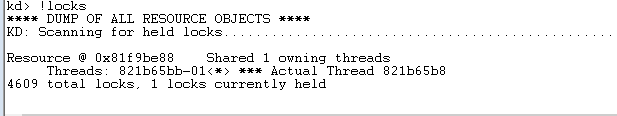 kd> !locks
**** DUMP OF ALL RESOURCE OBJECTS ****
KD: Scanning for held locks..................................................
Resource @ 0x81f9be88    Shared 1 owning threads
     Threads: 821b65bb-01<*> *** Actual Thread 821b65b8
4609 total locks, 1 locks currently held